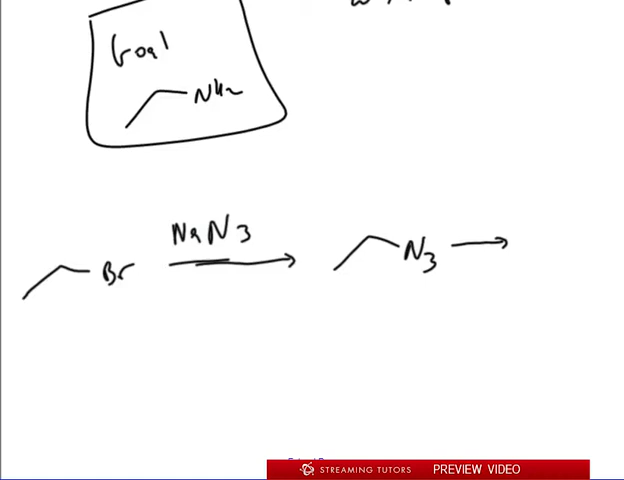 Goal
NH2
NaN3
Br
N3
STREAMING TUTORS PREVIEW VIDEO